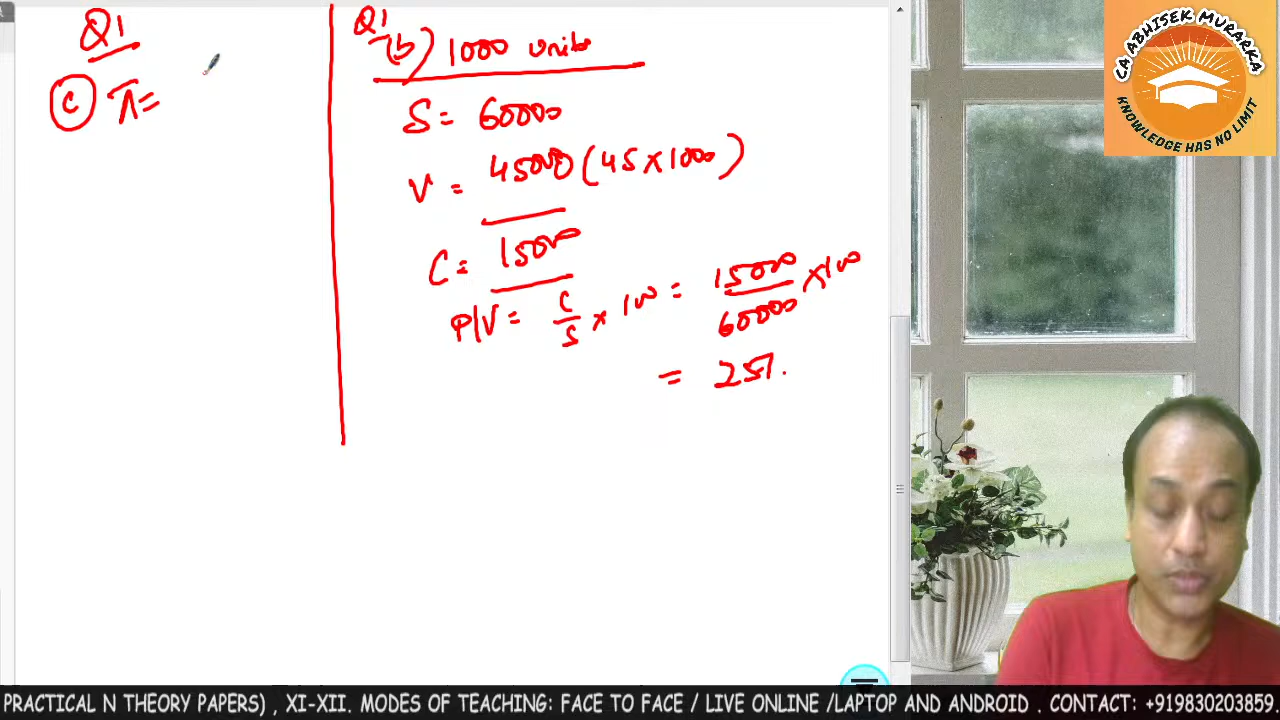 Q1
(c) π=
Q1
(b) 1000 units
S = 60000
V = 45000 (45×1000)
C = 15000
P/V = C/S × 100 = 15000/60000 × 100
= 25%.
CA ABHISEK MURARKA
KNOWLEDGE HAS NO LIMIT
PRACTICAL N THEORY PAPERS) , XI-XII. MODES OF TEACHING: FACE TO FACE / LIVE ONLINE /LAPTOP AND ANDROID . CONTACT: +919830203859.